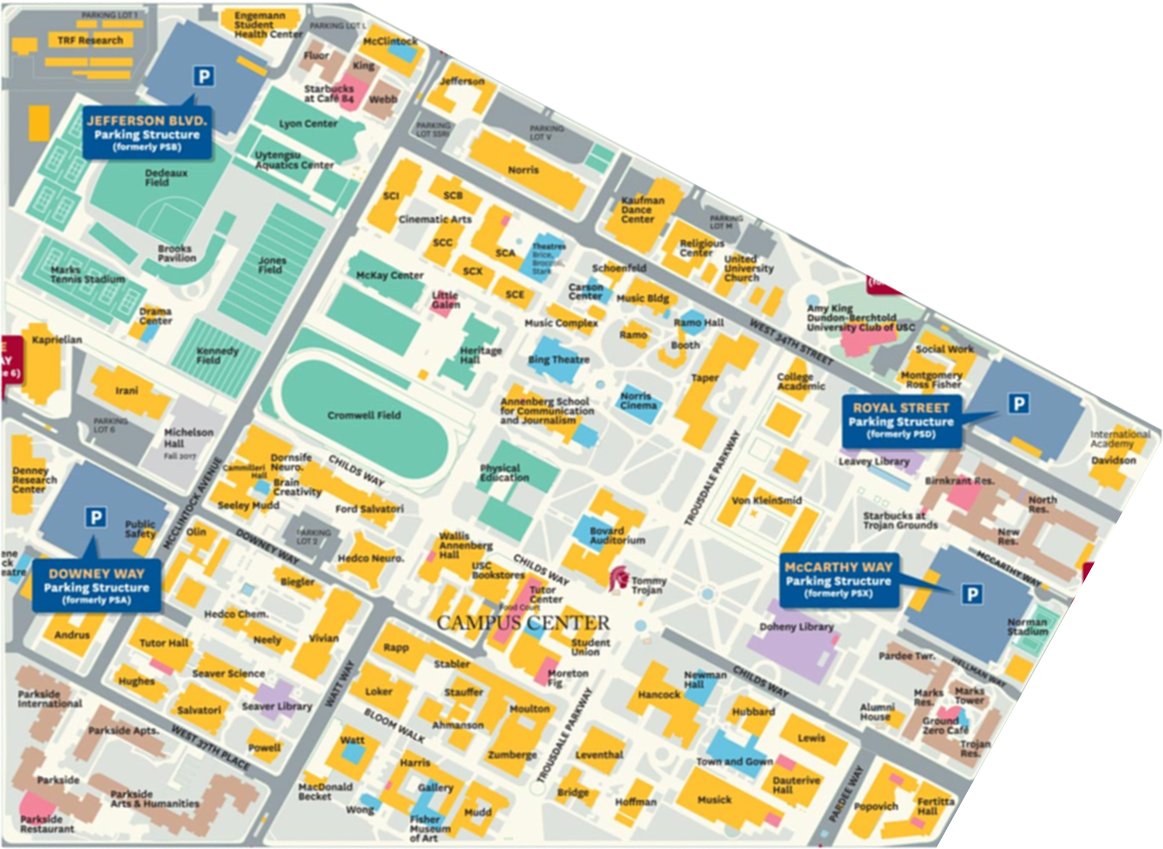 PARKING LOT 1
TRF Research
Engemann
Student
Health Center
PARKING LOT L
McClintock
Fluor
King
Starbucks
at Café 84
Webb
Jefferson
P
JEFFERSON BLVD.
Parking Structure
(formerly PSB)
Lyon Center
Uytengsu
Aquatics Center
PARKING
LOT SSRI
PARKING
LOT V
Norris
Dedeaux
Field
Brooks
Pavilion
Jones
Field
Marks
Tennis Stadium
Drama
Center
Kennedy
Field
SCI
SCB
Cinematic Arts
SCC
SCA
SCX
SCE
Theatres
Brice,
Stark
Kaufman
Dance
Center
PARKING
LOT M
Religious
Center
United
University
Church
Schoenfeld
Carson
Center
Music Bldg
McKay Center
Little
Galen
Music Complex
Ramo
Ramo Hall
Booth
WEST 34TH STREET
Amy King
Dundon-Berchtold
University Club of USC
Social Work
Montgomery
Ross Fisher
Heritage
Hall
Bing Theatre
Taper
College
Academic
Norris
Cinema
Kaprielian
Irani
PARKING
LOT 6
Michelson
Hall
Fall 2017
Cromwell Field
Annenberg School
for Communication
and Journalism
P
ROYAL STREET
Parking Structure
(formerly PSD)
International
Academy
Davidson
Leavey Library
Birnkrant Res.
North
Res.
Starbucks at
Trojan Grounds
New
Res.
TROUSDALE PARKWAY
Von KleinSmid
Denney
Research
Center
P
Public
Safety
MCCLINTOCK AVENUE
Cammilleri
Hall
Dornsife
Neuro.
Brain
Creativity
Seeley Mudd
CHILDS WAY
Ford Salvatori
Physical
Education
Olin
DOWNEY WAY
PARKING
LOT 2
Hedco Neuro.
Wallis
Annenberg
Hall
USC
Bookstores
CHILDS WAY
Bovard
Auditorium
Tommy
Trojan
Tutor
Center
Food Court
CAMPUS CENTER
Student
Union
Moreton
Fig
McCARTHY WAY
Parking Structure
(formerly PSX)
P
MCCARTHY WAY
Norman
Stadium
HELLMAN WAY
Doheny Library
DOWNEY WAY
Parking Structure
(formerly PSA)
Biegler
Hedco Chem.
Andrus
Tutor Hall
Neely
Vivian
Hughes
Seaver Science
Salvatori
Seaver Library
Powell
WATT WAY
WEST 37TH PLACE
Rapp
Stabler
Loker
Stauffer
Moulton
Ahmanson
BLOOM WALK
Zumberge
TROUSDALE PARKWAY
Watt
Harris
Gallery
MacDonald
Becket
Wong
Fisher
Museum
of Art
Mudd
Parkside
International
Parkside Apts.
Parkside
Parkside
Arts & Humanities
Parkside
Restaurant
Hancock
Newman
Hall
CHILDS WAY
Hubbard
Lewis
Leventhal
Town and Gown
Bridge
Hoffman
Musick
Dauterive
Hall
Pardee Twr.
Marks
Res.
Marks
Tower
Alumni
House
Ground
Zero Café
Trojan
Res.
PARDEE WAY
Popovich
Fertitta
Hall